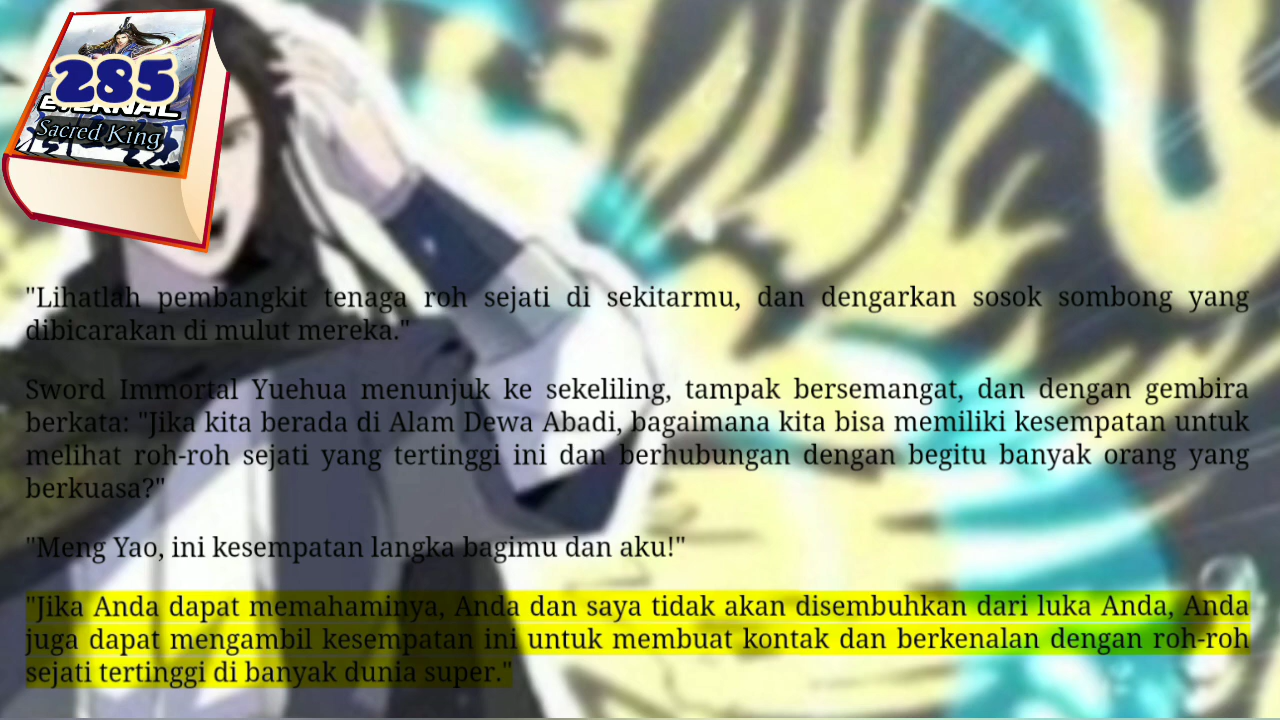 285
ETERNAL
Sacred King
"Lihatlah pembangkit tenaga roh sejati di sekitarmu, dan dengarkan sosok sombong yang
dibicarakan di mulut mereka."
Sword Immortal Yuehua menunjuk ke sekeliling, tampak bersemangat, dan dengan gembira
berkata: "Jika kita berada di Alam Dewa Abadi, bagaimana kita bisa memiliki kesempatan untuk
melihat roh-roh sejati yang tertinggi ini dan berhubungan dengan begitu banyak orang yang
berkuasa?"
"Meng Yao, ini kesempatan langka bagimu dan aku!"
"Jika Anda dapat memahaminya, Anda dan saya tidak akan disembuhkan dari luka Anda, Anda
juga dapat mengambil kesempatan ini untuk membuat kontak dan berkenalan dengan roh-roh
sejati tertinggi di banyak dunia super."